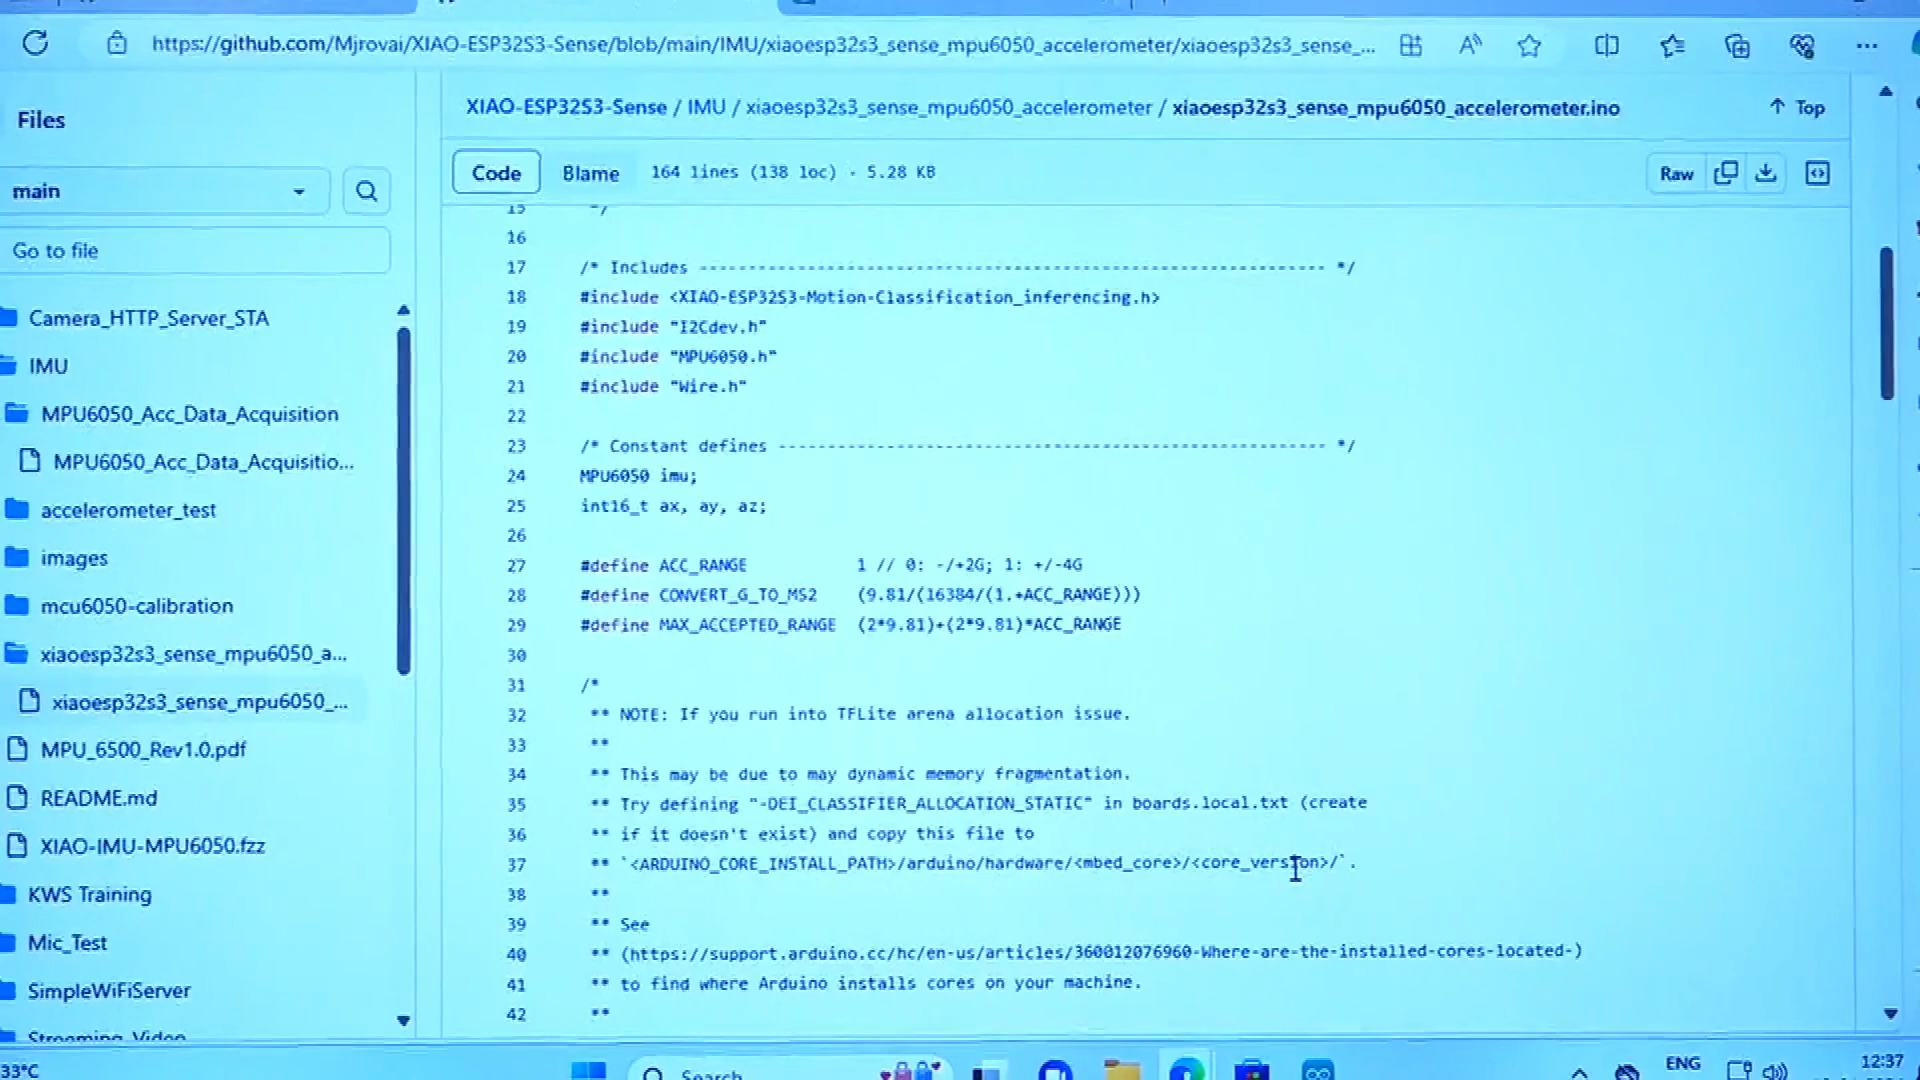 https://github.com/Mjrovai/XIAO-ESP32S3-Sense/blob/main/IMU/xiaoesp32s3_sense_mpu6050_accelerometer/xiaoesp32s3_sense_...
Files
main
Go to file
Camera_HTTP_Server_STA
IMU
MPU6050_Acc_Data_Acquisition
MPU6050_Acc_Data_Acquisitio...
accelerometer_test
images
mcu6050-calibration
xiaoesp32s3_sense_mpu6050_a...
xiaoesp32s3_sense_mpu6050_...
MPU_6500_Rev1.0.pdf
README.md
XIAO-IMU-MPU6050.fzz
KWS Training
Mic_Test
SimpleWiFiServer
Streaming_Video
XIAO-ESP32S3-Sense / IMU / xiaoesp32s3_sense_mpu6050_accelerometer / xiaoesp32s3_sense_mpu6050_accelerometer.ino
Top
Code Blame 164 lines (138 loc) · 5.28 KB
Raw
15 */
16
17 /* Includes ---------------------------------------------------------------- */
18 #include <XIAO-ESP32S3-Motion-Classification_inferencing.h>
19 #include "I2Cdev.h"
20 #include "MPU6050.h"
21 #include "Wire.h"
22
23 /* Constant defines -------------------------------------------------------- */
24 MPU6050 imu;
25 int16_t ax, ay, az;
26
27 #define ACC_RANGE 1 // 0: -/+2G; 1: +/-4G
28 #define CONVERT_G_TO_MS2 (9.81/(16384/(1.+ACC_RANGE)))
29 #define MAX_ACCEPTED_RANGE (2*9.81)+(2*9.81)*ACC_RANGE
30
31 /*
32 ** NOTE: If you run into TFLite arena allocation issue.
33 **
34 ** This may be due to may dynamic memory fragmentation.
35 ** Try defining "-DEI_CLASSIFIER_ALLOCATION_STATIC" in boards.local.txt (create
36 ** if it doesn't exist) and copy this file to
37 ** `<ARDUINO_CORE_INSTALL_PATH>/arduino/hardware/<mbed_core>/<core_version>/`.
38 **
39 ** See
40 ** (https://support.arduino.cc/hc/en-us/articles/360012076960-Where-are-the-installed-cores-located-)
41 ** to find where Arduino installs cores on your machine.
42 **
33°C
Search
ENG
12:37